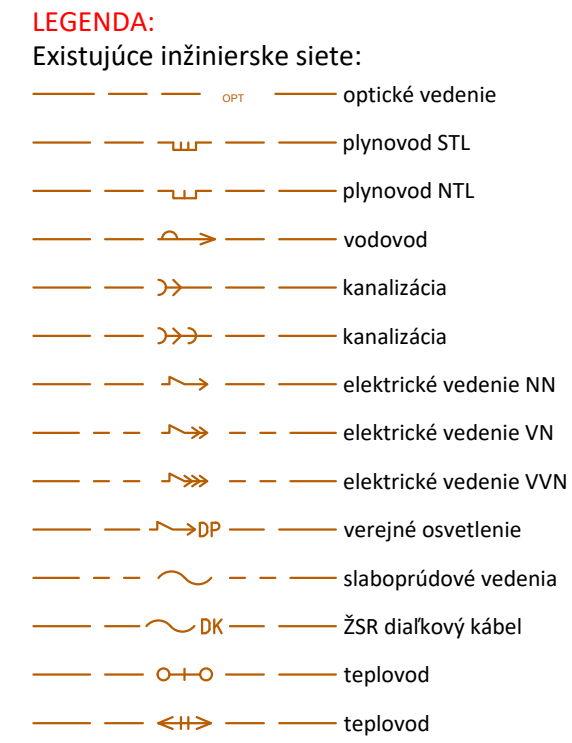 LEGENDA:
Existujúce inžinierske siete:
OPT optické vedenie
plynovod STL
plynovod NTL
vodovod
kanalizácia
kanalizácia
elektrické vedenie NN
elektrické vedenie VN
elektrické vedenie VVN
DP verejné osvetlenie
slaboprúdové vedenia
DK ŽSR diaľkový kábel
teplovod
teplovod